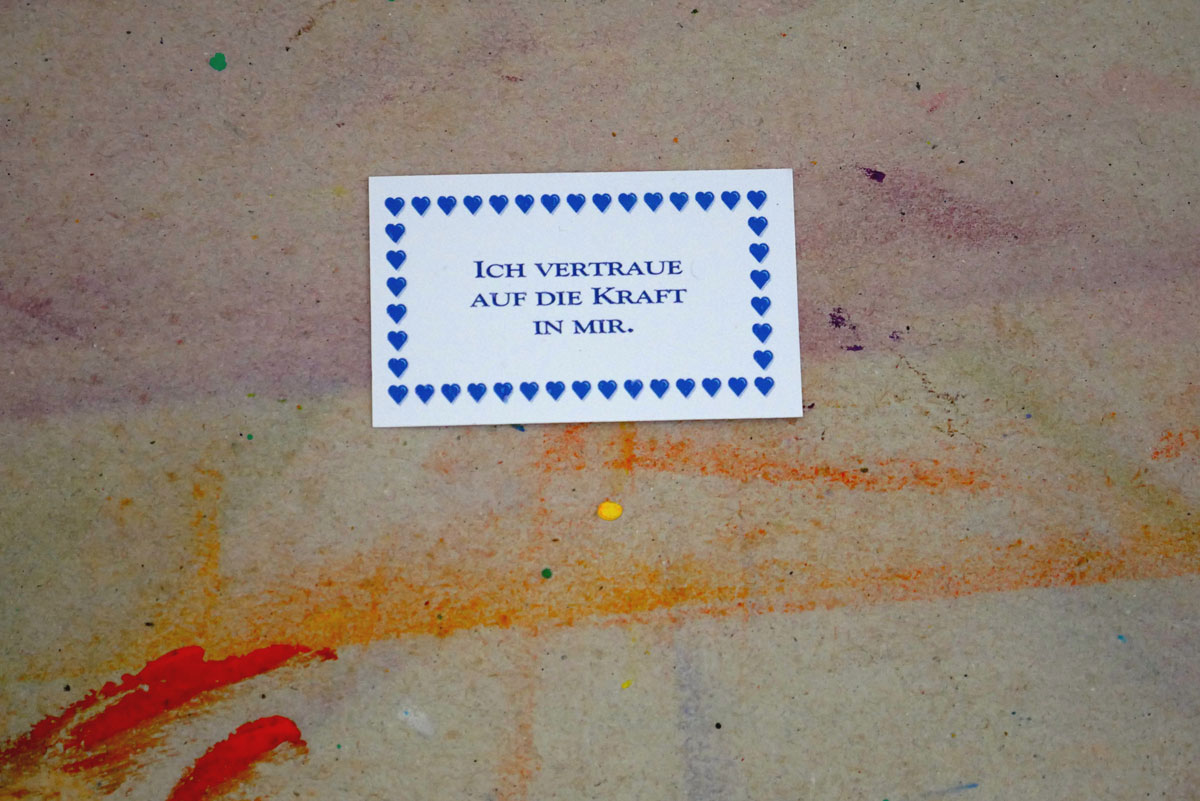 Ich vertraue
auf die Kraft
in mir.